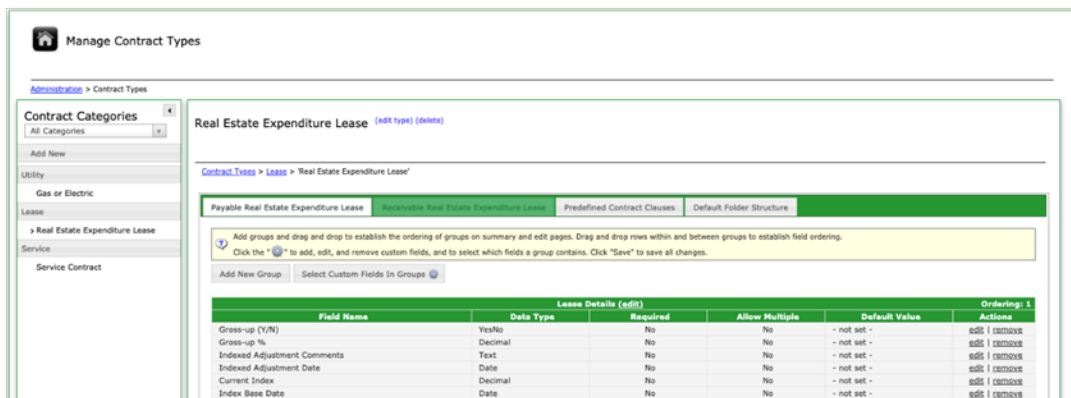 Manage Contract Types
Administration > Contract Types
Contract Categories
All Categories
Add New
Utility
Gas or Electric
Lease
› Real Estate Expenditure Lease
Service
Service Contract
Real Estate Expenditure Lease (edit type) (delete)
Contract Types > Lease > 'Real Estate Expenditure Lease'
Payable Real Estate Expenditure Lease Receivable Real Estate Expenditure Lease Predefined Contract Clauses Default Folder Structure
Add groups and drag and drop to establish the ordering of groups on summary and edit pages. Drag and drop rows within and between groups to establish field ordering.
Click the "" to add, edit, and remove custom fields, and to select which fields a group contains. Click "Save" to save all changes.
Add New Group Select Custom Fields In Groups
Lease Details (edit) Ordering: 1
Field Name Data Type Required Allow Multiple Default Value Actions
Gross-up (Y/N) YesNo No No - not set - edit | remove
Gross-up % Decimal No No - not set - edit | remove
Indexed Adjustment Comments Text No No - not set - edit | remove
Indexed Adjustment Date Date No No - not set - edit | remove
Current Index Decimal No No - not set - edit | remove
Index Base Date Date No No - not set - edit | remove